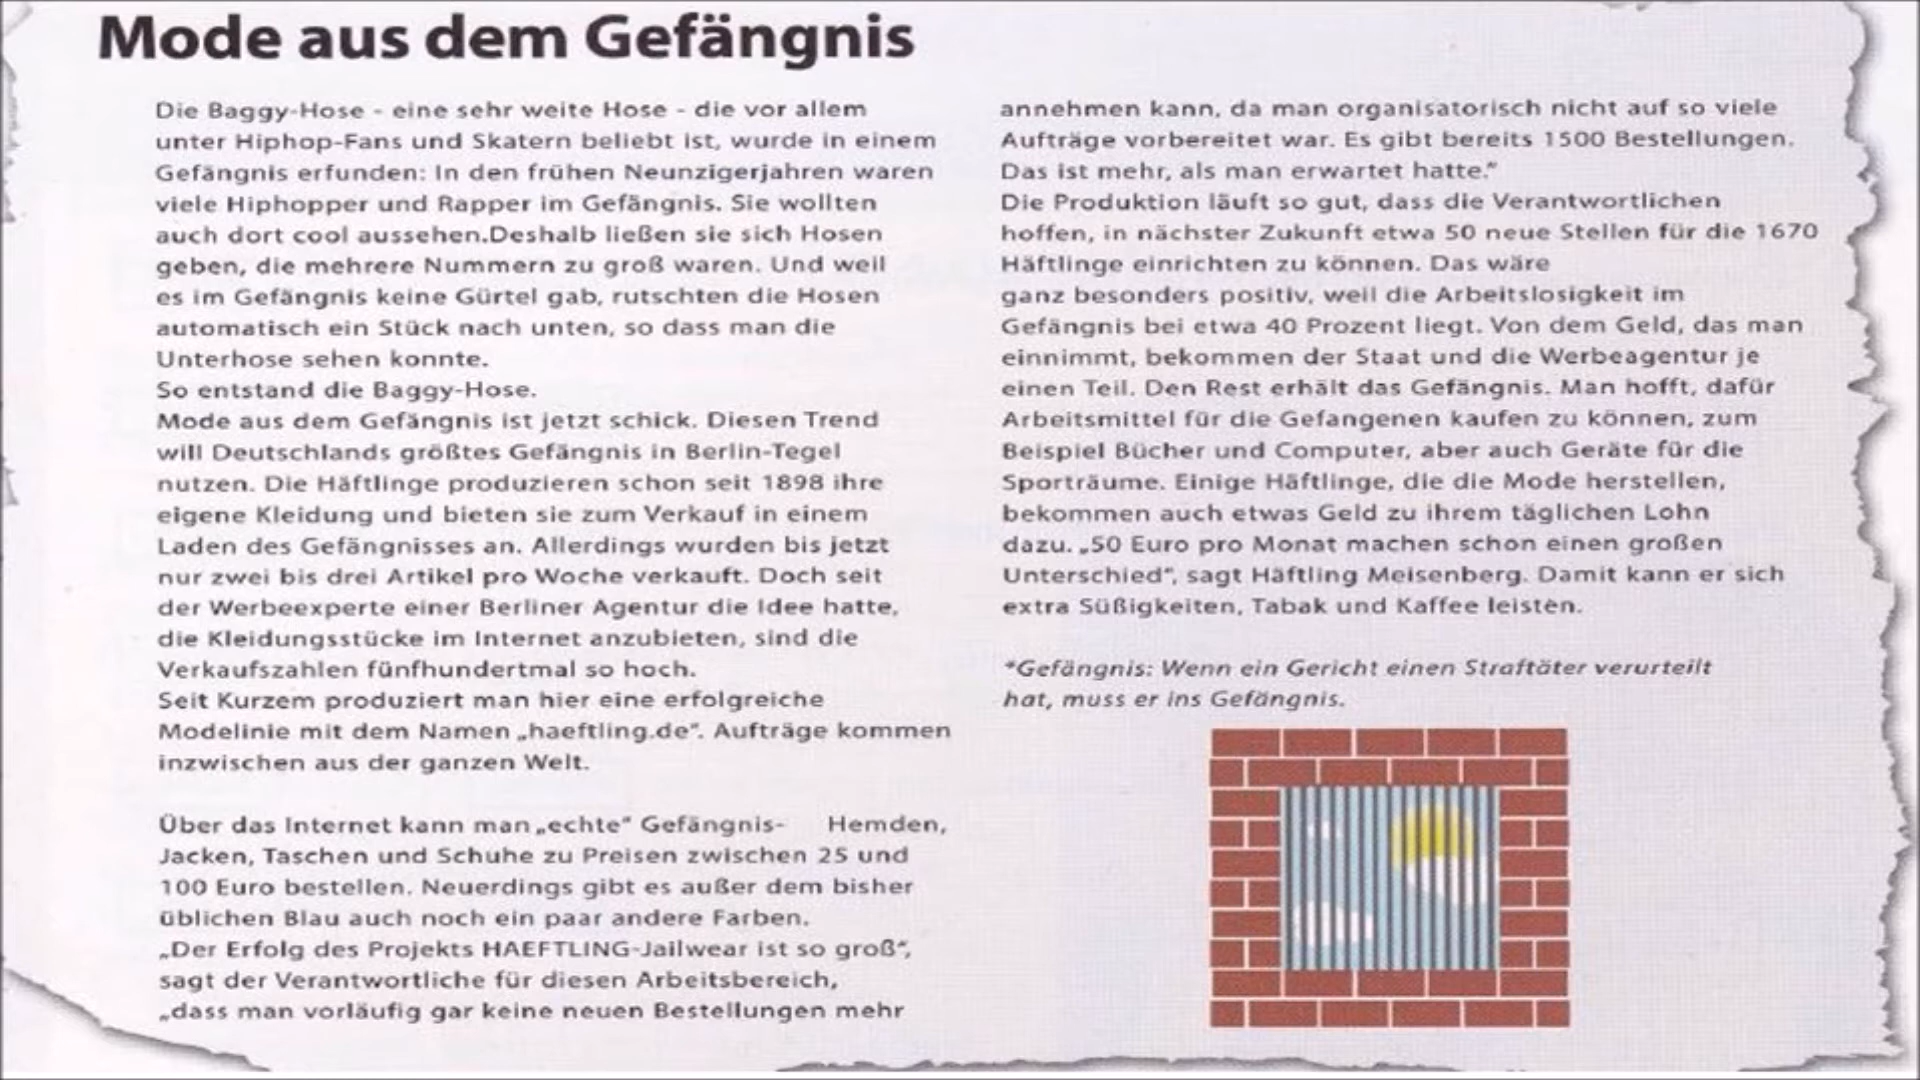 Mode aus dem Gefängnis
Die Baggy-Hose - eine sehr weite Hose - die vor allem
unter Hiphop-Fans und Skatern beliebt ist, wurde in einem
Gefängnis erfunden: In den frühen Neunzigerjahren waren
viele Hiphopper und Rapper im Gefängnis. Sie wollten
auch dort cool aussehen.Deshalb ließen sie sich Hosen
geben, die mehrere Nummern zu groß waren. Und weil
es im Gefängnis keine Gürtel gab, rutschten die Hosen
automatisch ein Stück nach unten, so dass man die
Unterhose sehen konnte.
So entstand die Baggy-Hose.
Mode aus dem Gefängnis ist jetzt schick. Diesen Trend
will Deutschlands größtes Gefängnis in Berlin-Tegel
nutzen. Die Häftlinge produzieren schon seit 1898 ihre
eigene Kleidung und bieten sie zum Verkauf in einem
Laden des Gefängnisses an. Allerdings wurden bis jetzt
nur zwei bis drei Artikel pro Woche verkauft. Doch seit
der Werbeexperte einer Berliner Agentur die Idee hatte,
die Kleidungsstücke im Internet anzubieten, sind die
Verkaufszahlen fünfhundertmal so hoch.
Seit Kurzem produziert man hier eine erfolgreiche
Modelinie mit dem Namen „haeftling.de“. Aufträge kommen
inzwischen aus der ganzen Welt.
Über das Internet kann man „echte“ Gefängnis- Hemden,
Jacken, Taschen und Schuhe zu Preisen zwischen 25 und
100 Euro bestellen. Neuerdings gibt es außer dem bisher
üblichen Blau auch noch ein paar andere Farben.
„Der Erfolg des Projekts HAEFTLING-Jailwear ist so groß“,
sagt der Verantwortliche für diesen Arbeitsbereich,
„dass man vorläufig gar keine neuen Bestellungen mehr
annehmen kann, da man organisatorisch nicht auf so viele
Aufträge vorbereitet war. Es gibt bereits 1500 Bestellungen.
Das ist mehr, als man erwartet hatte.“
Die Produktion läuft so gut, dass die Verantwortlichen
hoffen, in nächster Zukunft etwa 50 neue Stellen für die 1670
Häftlinge einrichten zu können. Das wäre
ganz besonders positiv, weil die Arbeitslosigkeit im
Gefängnis bei etwa 40 Prozent liegt. Von dem Geld, das man
einnimmt, bekommen der Staat und die Werbeagentur je
einen Teil. Den Rest erhält das Gefängnis. Man hofft, dafür
Arbeitsmittel für die Gefangenen kaufen zu können, zum
Beispiel Bücher und Computer, aber auch Geräte für die
Sporträume. Einige Häftlinge, die die Mode herstellen,
bekommen auch etwas Geld zu ihrem täglichen Lohn
dazu. „50 Euro pro Monat machen schon einen großen
Unterschied“, sagt Häftling Meisenberg. Damit kann er sich
extra Süßigkeiten, Tabak und Kaffee leisten.
*Gefängnis: Wenn ein Gericht einen Straftäter verurteilt
hat, muss er ins Gefängnis.